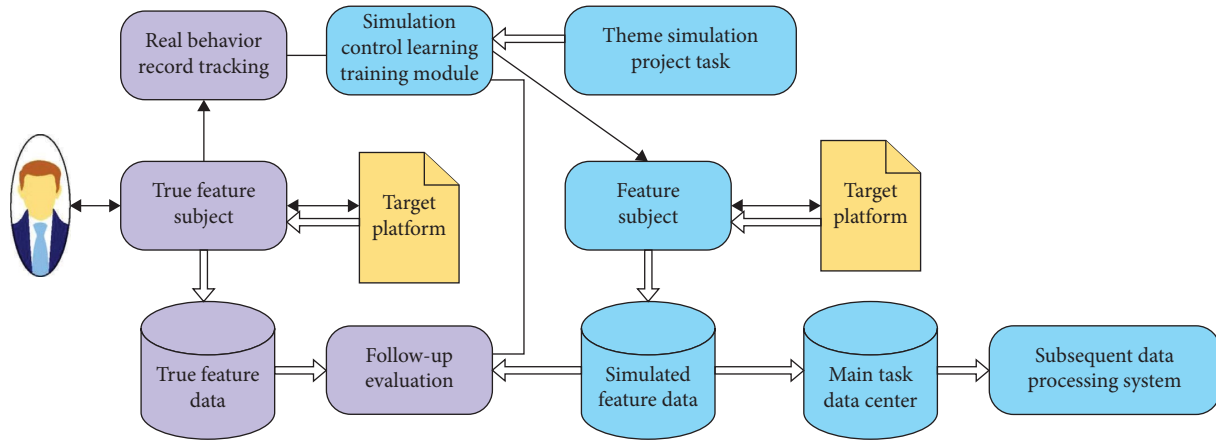 Real behavior
record tracking
Simulation
control learning
training module
Theme simulation
project task
True feature
subject
Target
platform
Feature
subject
Target
platform
True feature
data
Follow-up
evaluation
Simulated
feature data
Main task
data center
Subsequent data
processing system